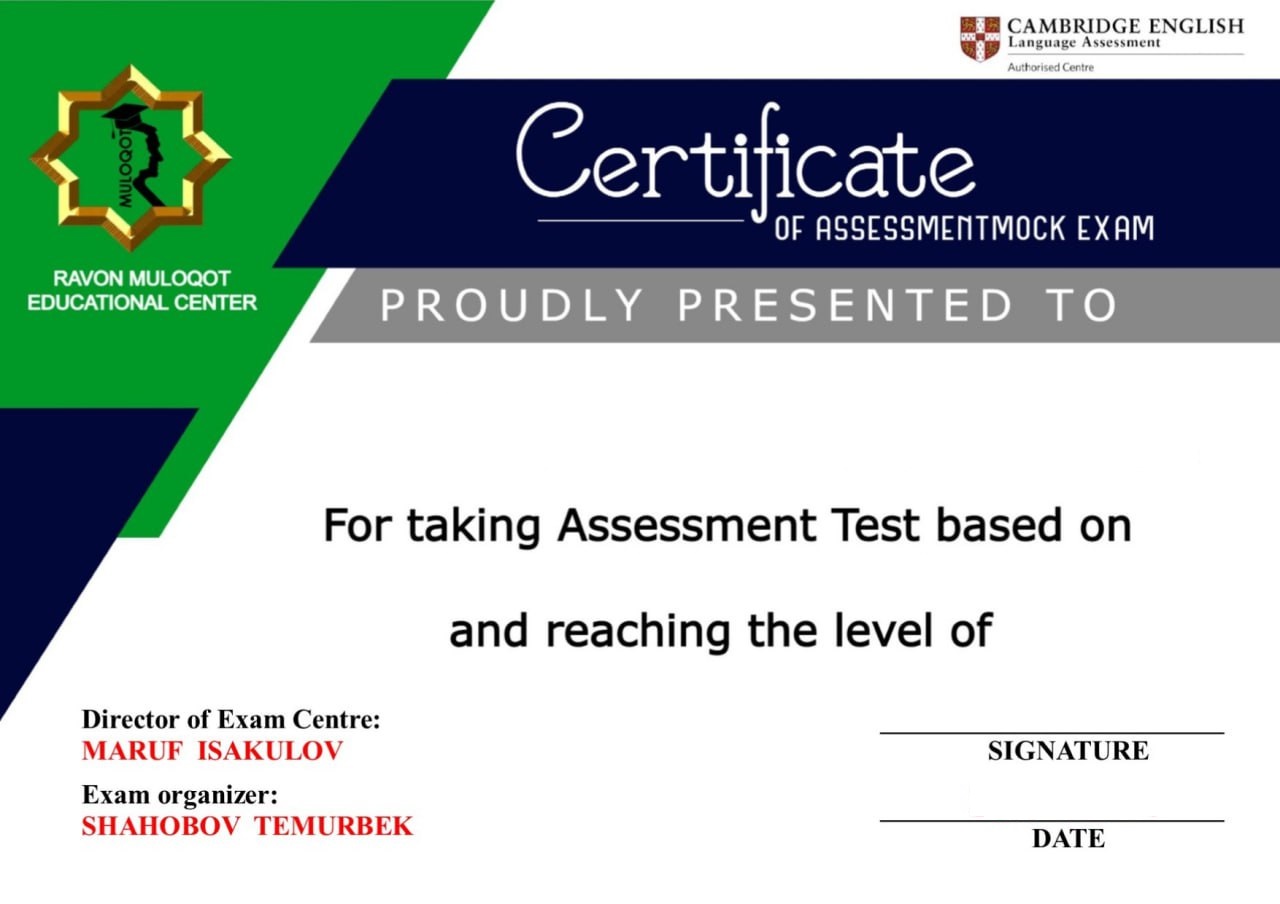 CAMBRIDGE ENGLISH
Language Assessment
Authorised Centre
MULOQOT
RAVON MULOQOT
EDUCATIONAL CENTER
Certificate
OF ASSESSMENTMOCK EXAM
PROUDLY PRESENTED TO
For taking Assessment Test based on
and reaching the level of
Director of Exam Centre:
MARUF ISAKULOV
Exam organizer:
SHAHOBOV TEMURBEK
SIGNATURE
DATE